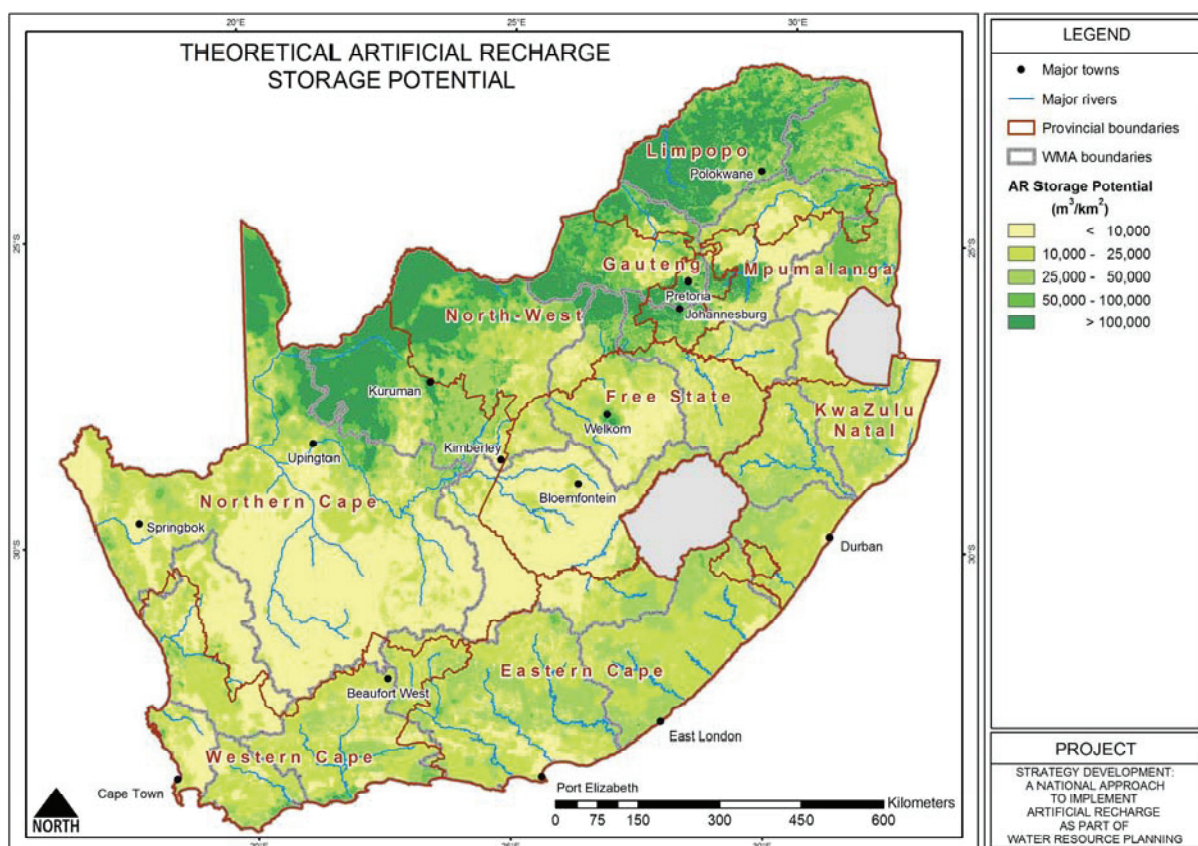 THEORETICAL ARTIFICIAL RECHARGE
STORAGE POTENTIAL
20°E
25°E
30°E
25°S
25°S
30°S
30°S
20°E
25°E
30°E
Limpopo
Polokwane
Gauteng
Mpumalanga
Pretoria
Johannesburg
North-West
Kuruman
Free State
Welkom
KwaZulu
Natal
Kimberley
Upington
Bloemfontein
Northern Cape
Springbok
Durban
Eastern Cape
Beaufort West
East London
Western Cape
Cape Town
Port Elizabeth
NORTH
Kilometers
0 75 150 300 450 600
LEGEND
Major towns
Major rivers
Provincial boundaries
WMA boundaries
AR Storage Potential
(m³/km²)
< 10,000
10,000 - 25,000
25,000 - 50,000
50,000 - 100,000
> 100,000
PROJECT
STRATEGY DEVELOPMENT:
A NATIONAL APPROACH
TO IMPLEMENT
ARTIFICIAL RECHARGE
AS PART OF
WATER RESOURCE PLANNING